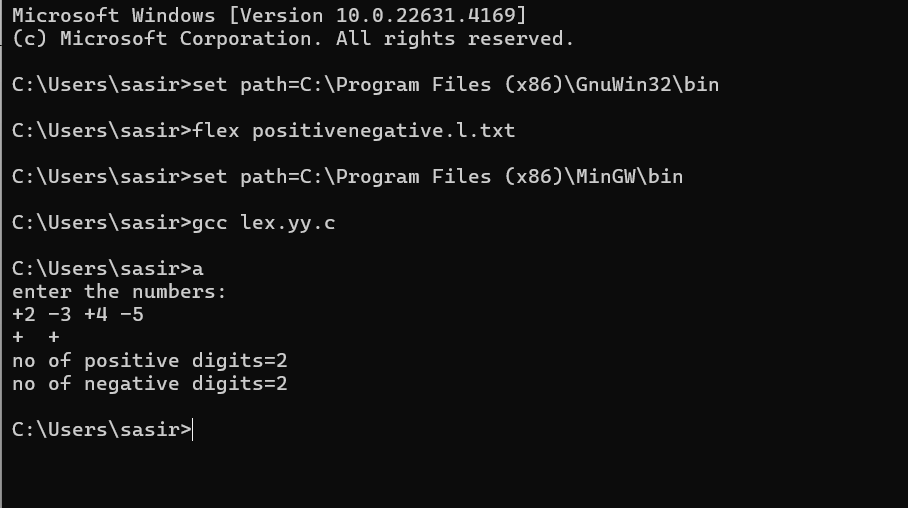 Microsoft Windows [Version 10.0.22631.4169]
(c) Microsoft Corporation. All rights reserved.
C:\Users\sasir>set path=C:\Program Files (x86)\GnuWin32\bin
C:\Users\sasir>flex positivenegative.l.txt
C:\Users\sasir>set path=C:\Program Files (x86)\MinGW\bin
C:\Users\sasir>gcc lex.yy.c
C:\Users\sasir>a
enter the numbers:
+2 -3 +4 -5
+  +
no of positive digits=2
no of negative digits=2
C:\Users\sasir>